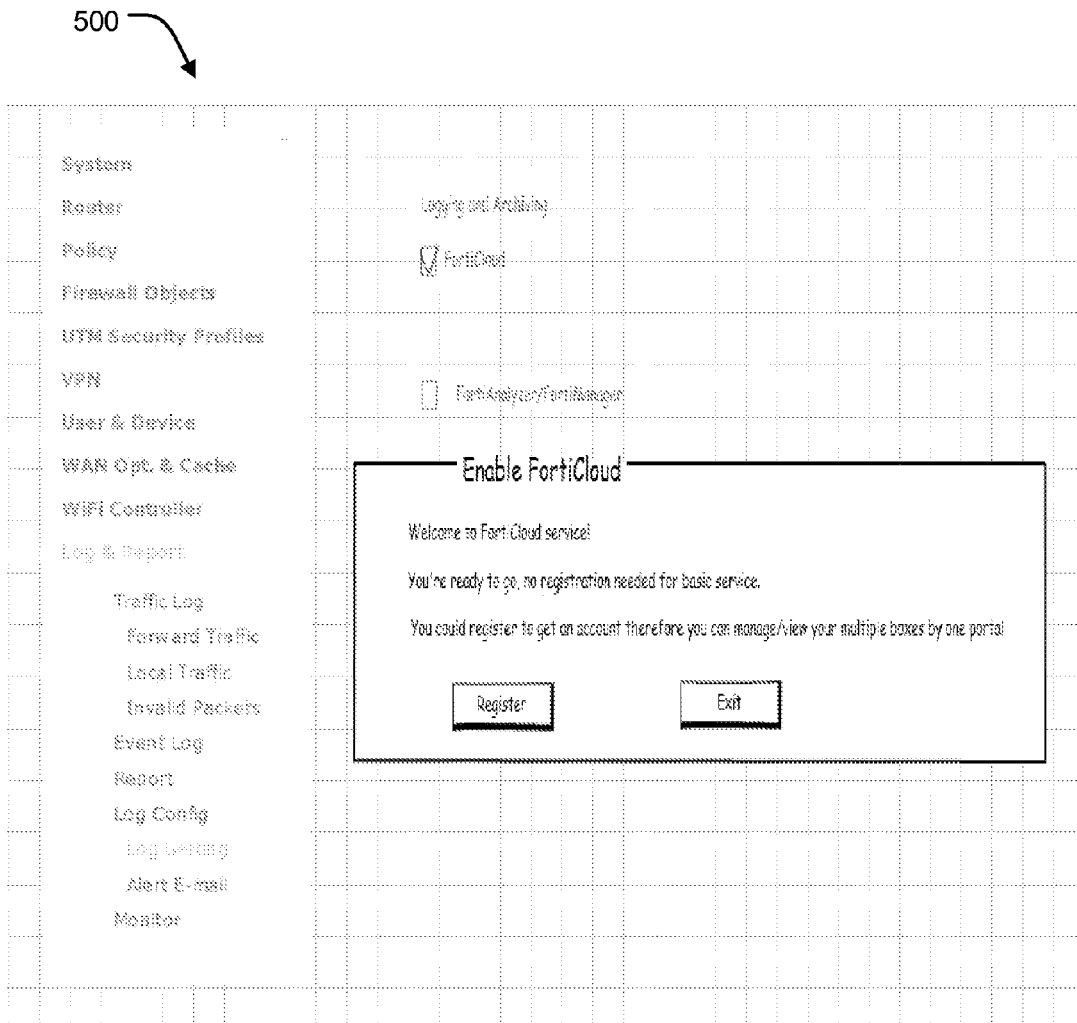 500
System
Router
Policy
Firewall Objects
UTM Security Profiles
VPN
User & Device
WAN Opt. & Cache
WiFi Controller
Log & Report
Traffic Log
Forward Traffic
Local Traffic
Invalid Packets
Event Log
Report
Log Config
Log Setting
Alert E-mail
Monitor
Logging and Archiving
FortiCloud
FortiAnalyzer/FortiManager
Enable FortiCloud
Welcome to FortiCloud service!
You're ready to go, no registration needed for basic service.
You could register to get an account therefore you can manage/view your multiple boxes by one portal
Register
Exit